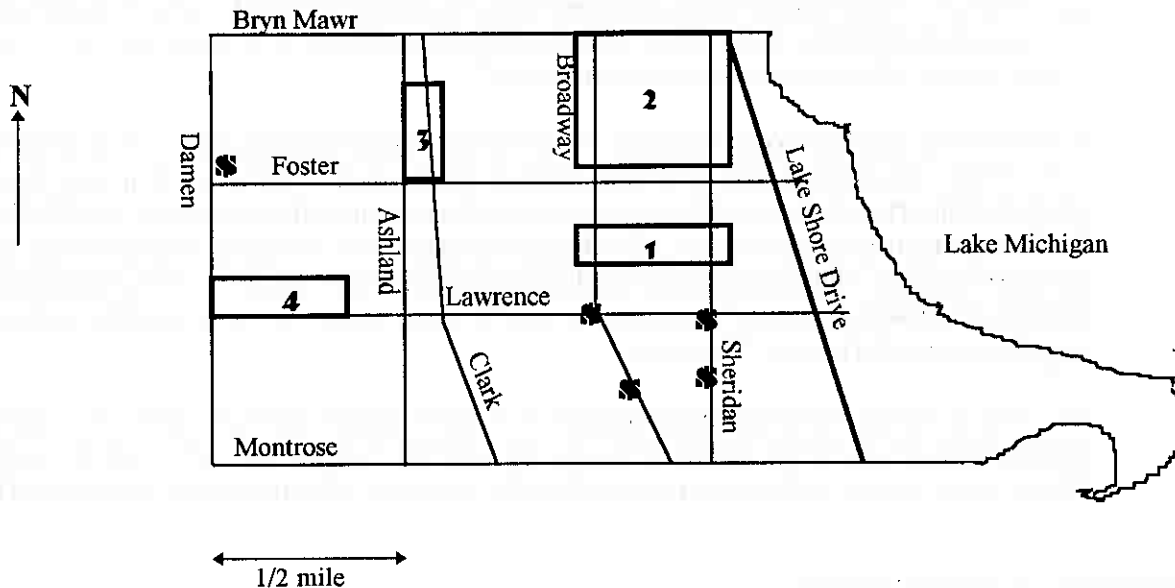 Bryn Mawr
N
Broadway
2
3
Damen
$
Foster
Lake Shore Drive
Ashland
1
Lake Michigan
4
Lawrence
$
$
Clark
$
$
Sheridan
Montrose
1/2 mile